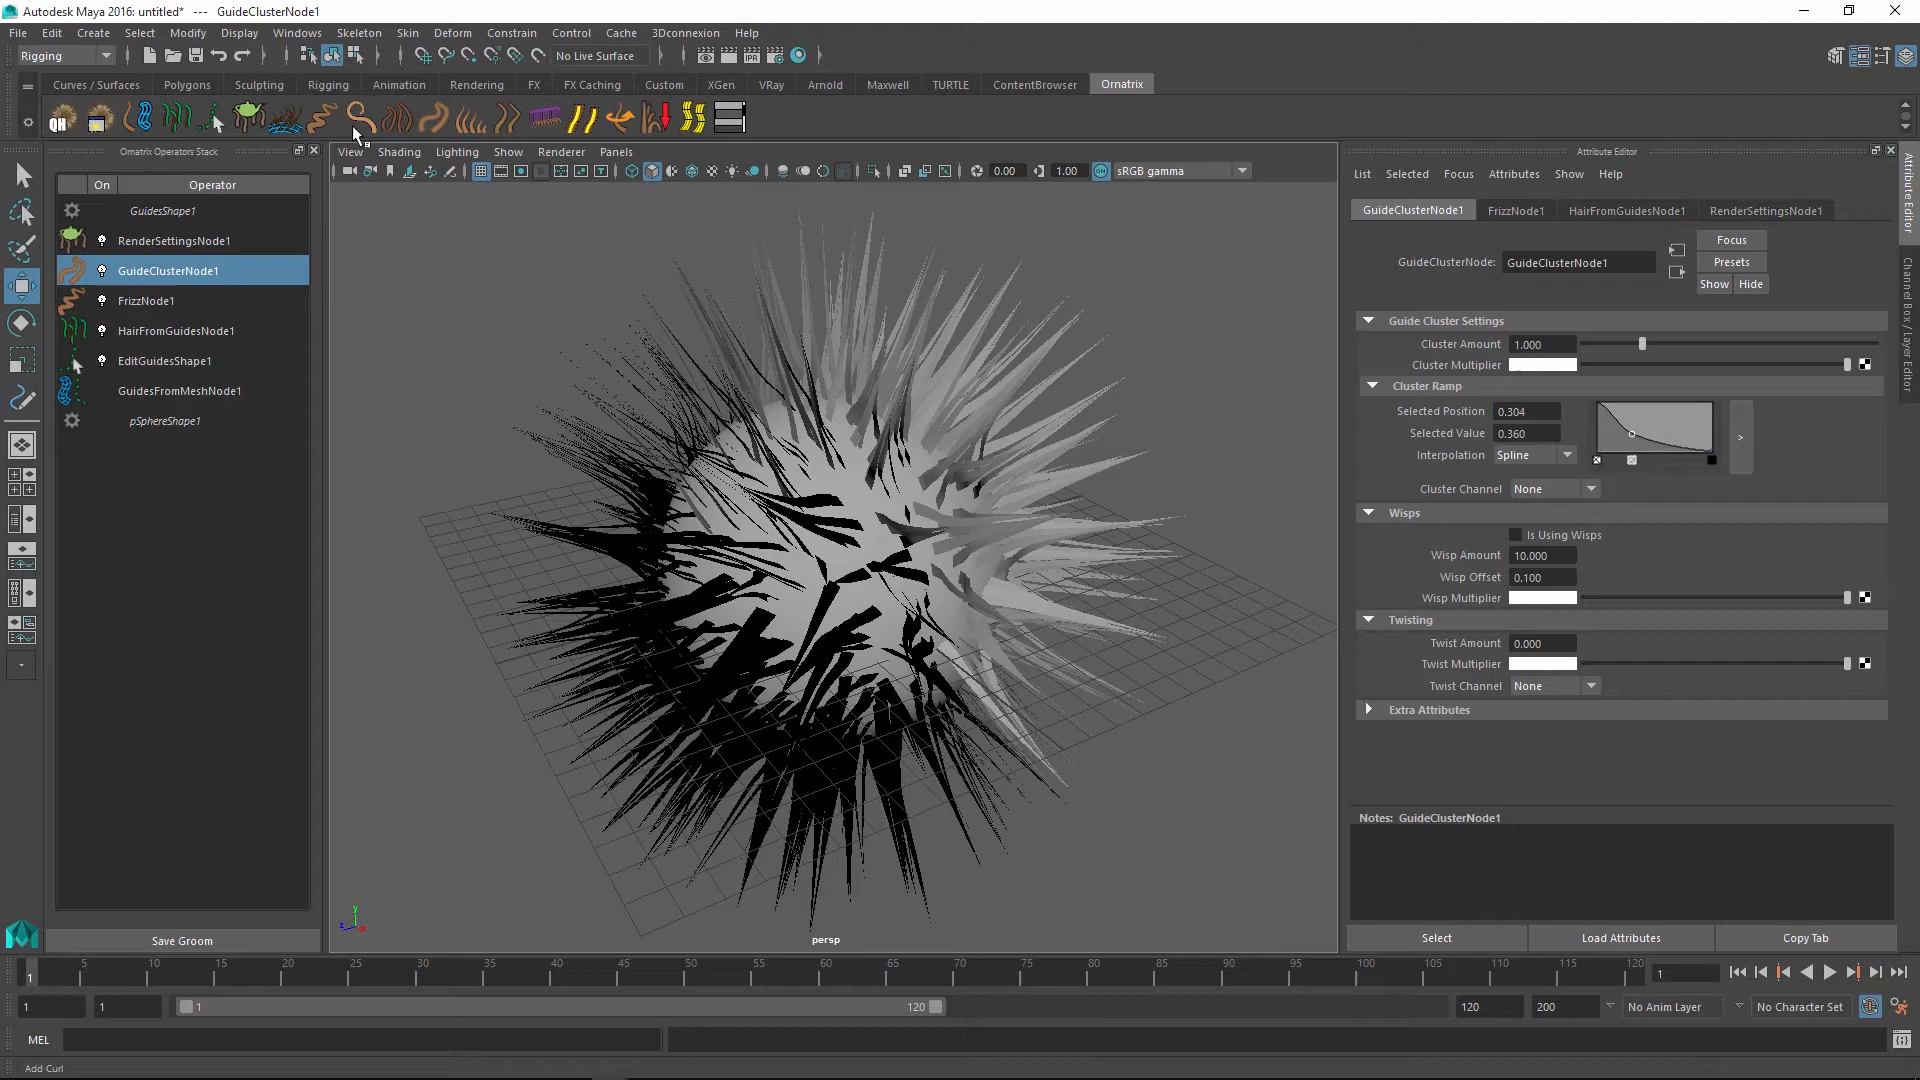 Autodesk Maya 2016: untitled* --- GuideClusterNode1
File Edit Create Select Modify Display Windows Skeleton Skin Deform Constrain Control Cache 3Dconnexion Help
Rigging No Live Surface
Curves / Surfaces Polygons Sculpting Rigging Animation Rendering FX FX Caching Custom XGen VRay Arnold Maxwell TURTLE ContentBrowser Ornatrix
QH
Ornatrix Operators Stack
View Shading Lighting Show Renderer Panels
0.00 1.00 ON sRGB gamma
On Operator
GuidesShape1
RenderSettingsNode1
GuideClusterNode1
FrizzNode1
HairFromGuidesNode1
EditGuidesShape1
GuidesFromMeshNode1
pSphereShape1
Save Groom
y
z x
persp
Attribute Editor
List Selected Focus Attributes Show Help
GuideClusterNode1 FrizzNode1 HairFromGuidesNode1 RenderSettingsNode1
GuideClusterNode: GuideClusterNode1
Focus
Presets
Show Hide
Guide Cluster Settings
Cluster Amount 1.000
Cluster Multiplier
Cluster Ramp
Selected Position 0.304
Selected Value 0.360
>
Interpolation Spline
Cluster Channel None
Wisps
Is Using Wisps
Wisp Amount 10.000
Wisp Offset 0.100
Wisp Multiplier
Twisting
Twist Amount 0.000
Twist Multiplier
Twist Channel None
Extra Attributes
Notes: GuideClusterNode1
Select Load Attributes Copy Tab
Attribute Editor
Channel Box / Layer Editor
1 5 10 15 20 25 30 35 40 45 50 55 60 65 70 75 80 85 90 95 100 105 110 115 120 1
1 1 1 120 120 200 No Anim Layer No Character Set
MEL
Add Curl